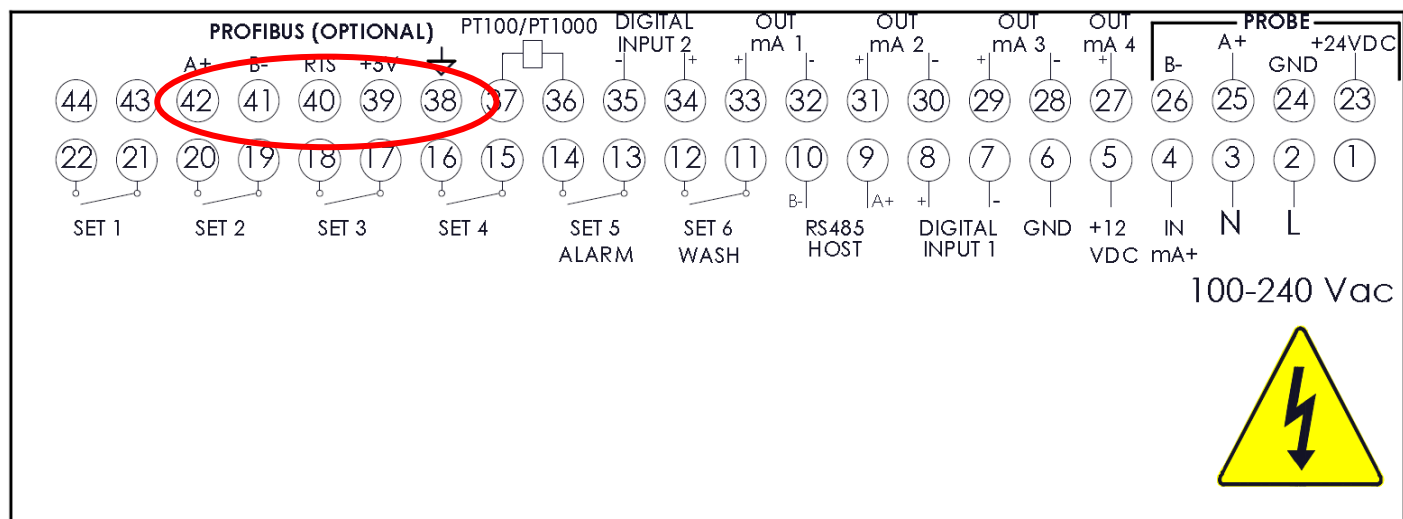 PROFIBUS (OPTIONAL) PT100/PT1000 DIGITAL INPUT 2 OUT mA 1 OUT mA 2 OUT mA 3 OUT mA 4 PROBE
A+ B- RTS +5V - + + - + - + - + B- A+ GND +24VDC
44 43 42 41 40 39 38 37 36 35 34 33 32 31 30 29 28 27 26 25 24 23
22 21 20 19 18 17 16 15 14 13 12 11 10 9 8 7 6 5 4 3 2 1
B- A+ + -
SET 1 SET 2 SET 3 SET 4 SET 5 SET 6 RS485 DIGITAL GND +12 IN N L
ALARM WASH HOST INPUT 1 VDC mA+
100-240 Vac